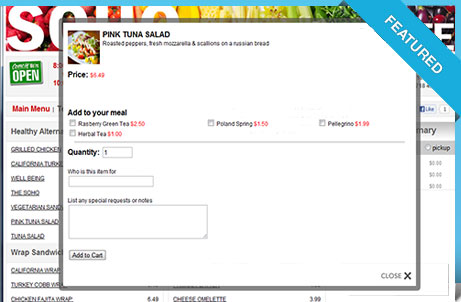 SOHO
FEATURED
PINK TUNA SALAD
Roasted peppers, fresh mozzarella & scallions on a russian bread
Price: $6.49
OPEN
Like
Main Menu
Add to your meal
Rasberry Green Tea $2.50
Poland Spring $1.50
Pellegrino $1.99
Herbal Tea $1.00
Healthy Altern
pickup
Quantity: 1
GRILLED CHICKEN
$0.00
CALIFORNIA TURKE
$0.00
WELL BEING
$0.00
Who is this item for
THE SOHO
VEGETARIAN SAND
List any special requests or notes
PINK TUNA SALAD
TUNA SALAD
Wrap Sandwic
Add to Cart
CALIFORNIA WRAP
CLOSE X
TURKEY COBB WRAP
CHICKEN FAJITA WRAP 6.49 CHEESE OMELETTE 3.99